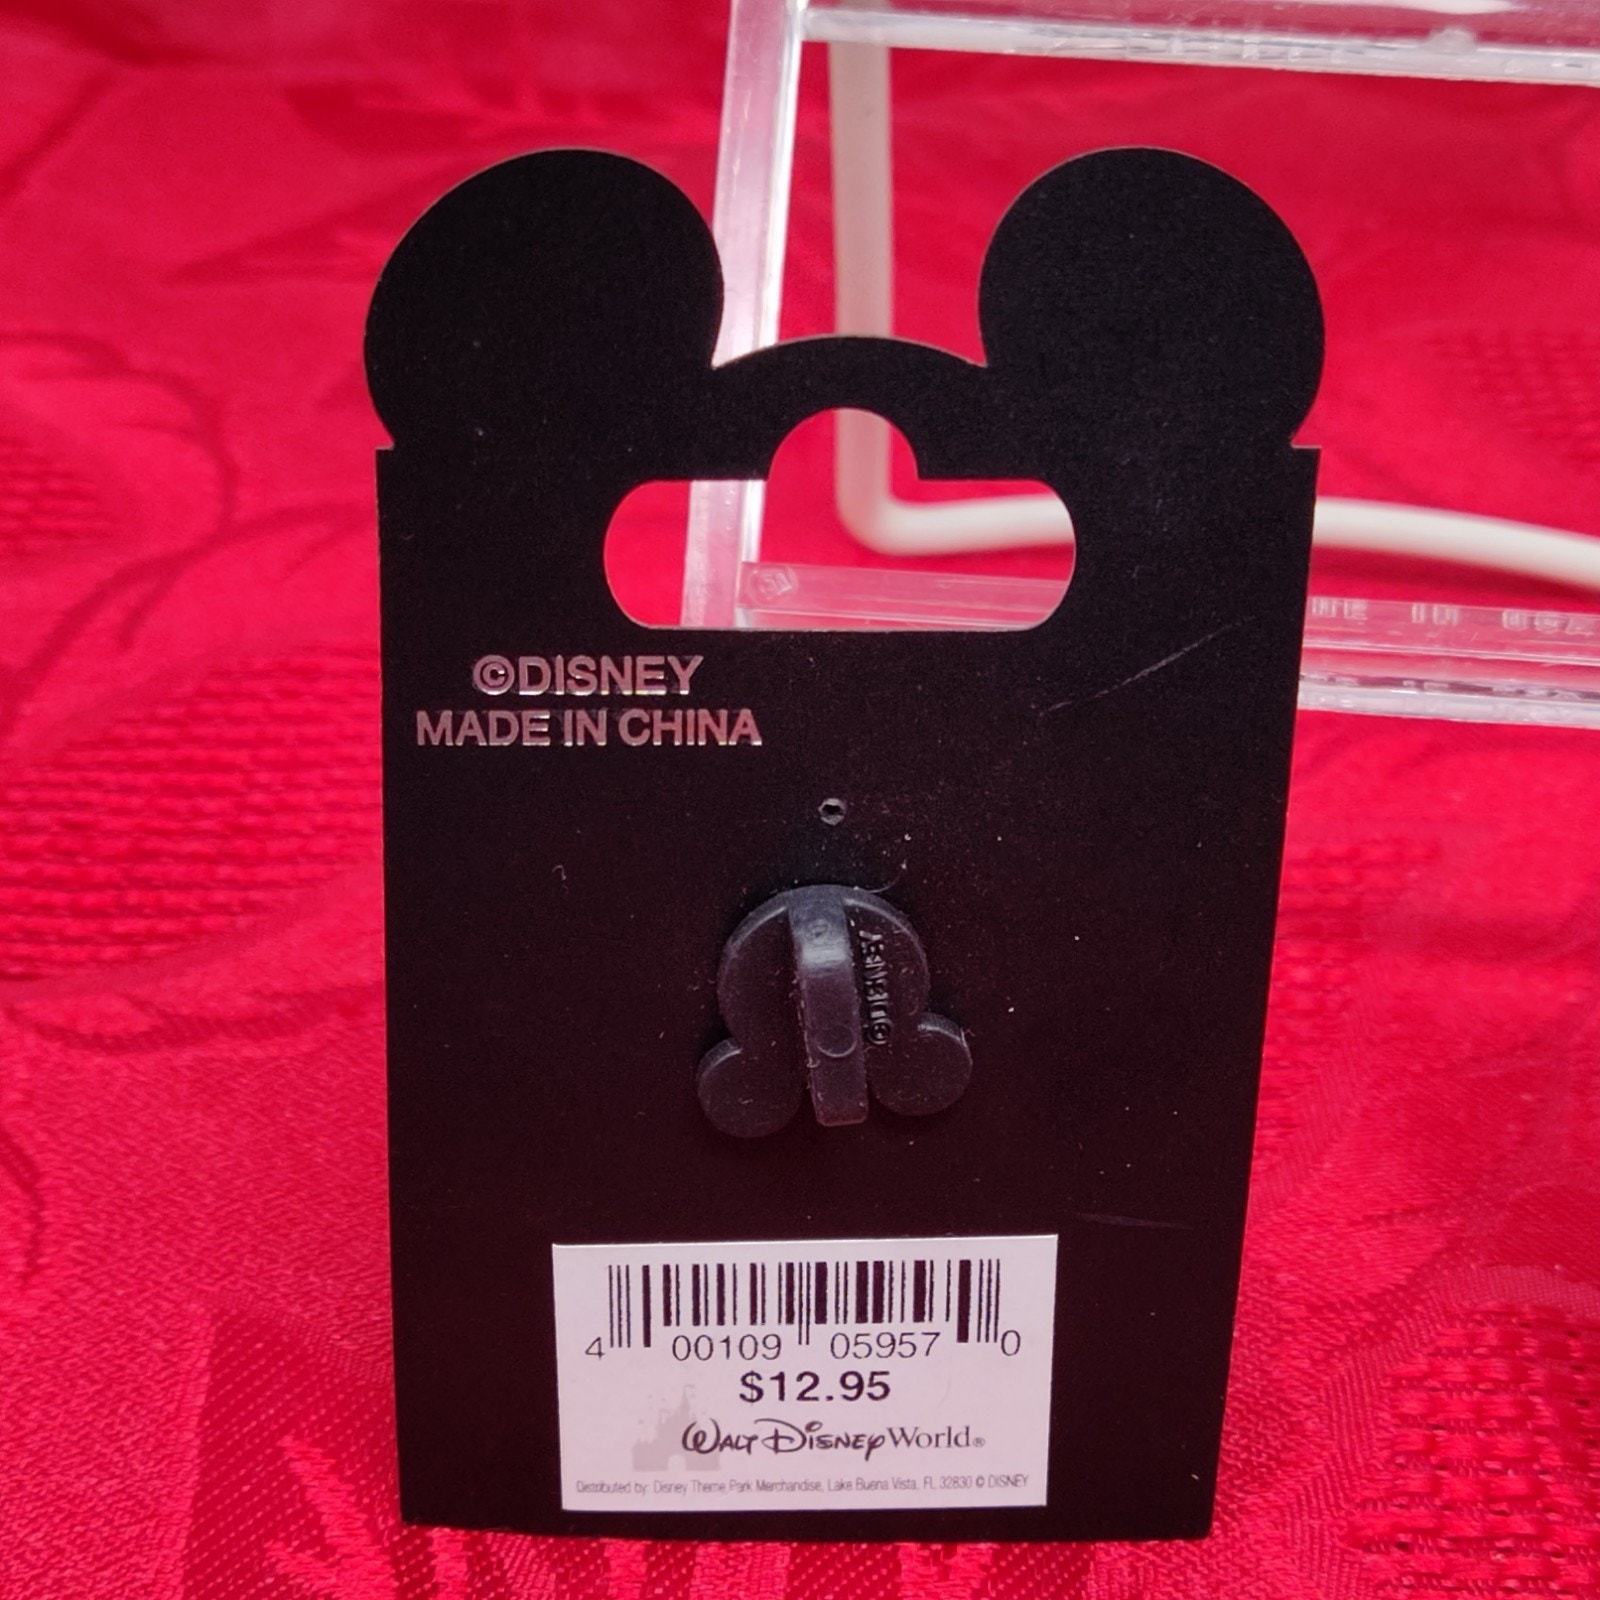 ©DISNEY
MADE IN CHINA
©DISNEY
4 00109 05957 0
$12.95
WALT DISNEY World®
Distributed by: Disney Theme Park Merchandise, Lake Buena Vista, FL 32830 © DISNEY